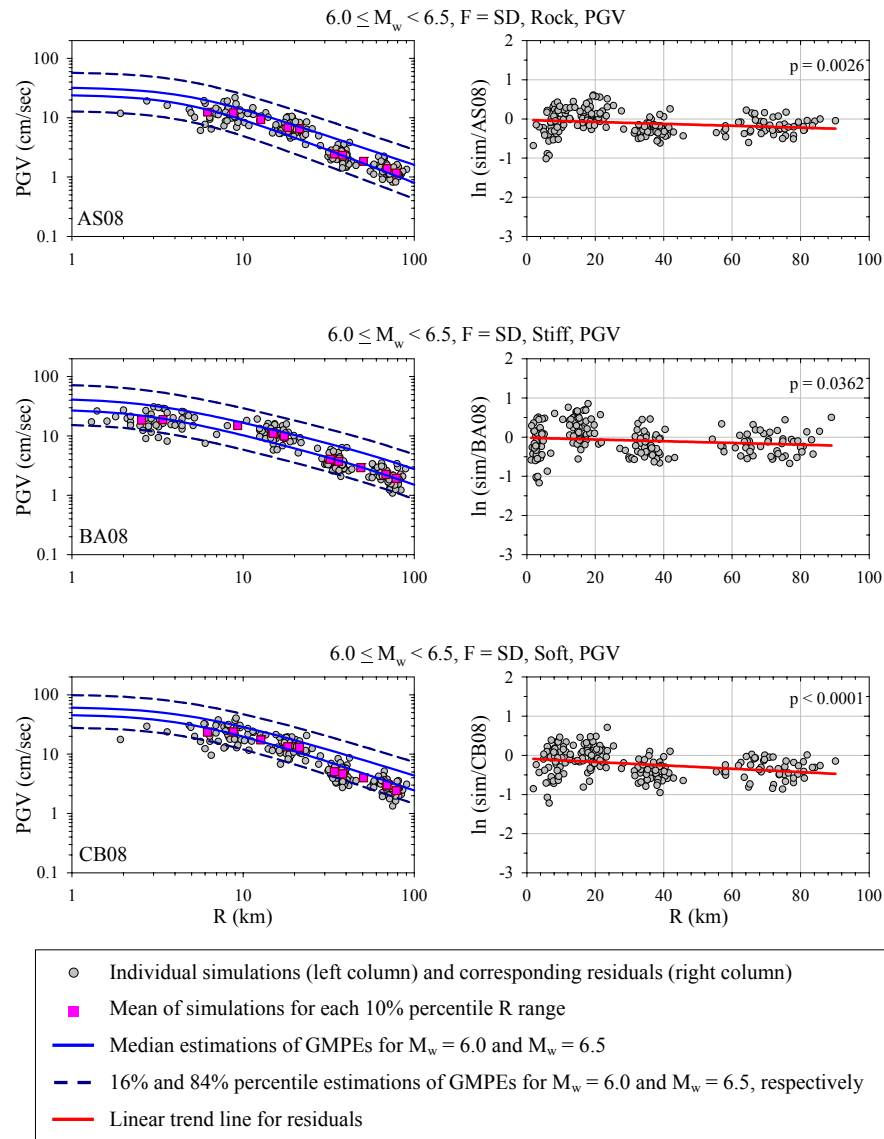 6.0 ≤ Mw < 6.5, F = SD, Rock, PGV
PGV (cm/sec)
100
10
1
0.1
AS08
1
10
100
ln (sim/AS08)
2
1
0
-1
-2
-3
p = 0.0026
0
20
40
60
80
100
6.0 ≤ Mw < 6.5, F = SD, Stiff, PGV
PGV (cm/sec)
100
10
1
0.1
BA08
1
10
100
ln (sim/BA08)
2
1
0
-1
-2
-3
p = 0.0362
0
20
40
60
80
100
6.0 ≤ Mw < 6.5, F = SD, Soft, PGV
PGV (cm/sec)
100
10
1
0.1
CB08
1
10
100
R (km)
ln (sim/CB08)
2
1
0
-1
-2
-3
p < 0.0001
0
20
40
60
80
100
R (km)
Individual simulations (left column) and corresponding residuals (right column)
Mean of simulations for each 10% percentile R range
Median estimations of GMPEs for Mw = 6.0 and Mw = 6.5
16% and 84% percentile estimations of GMPEs for Mw = 6.0 and Mw = 6.5, respectively
Linear trend line for residuals